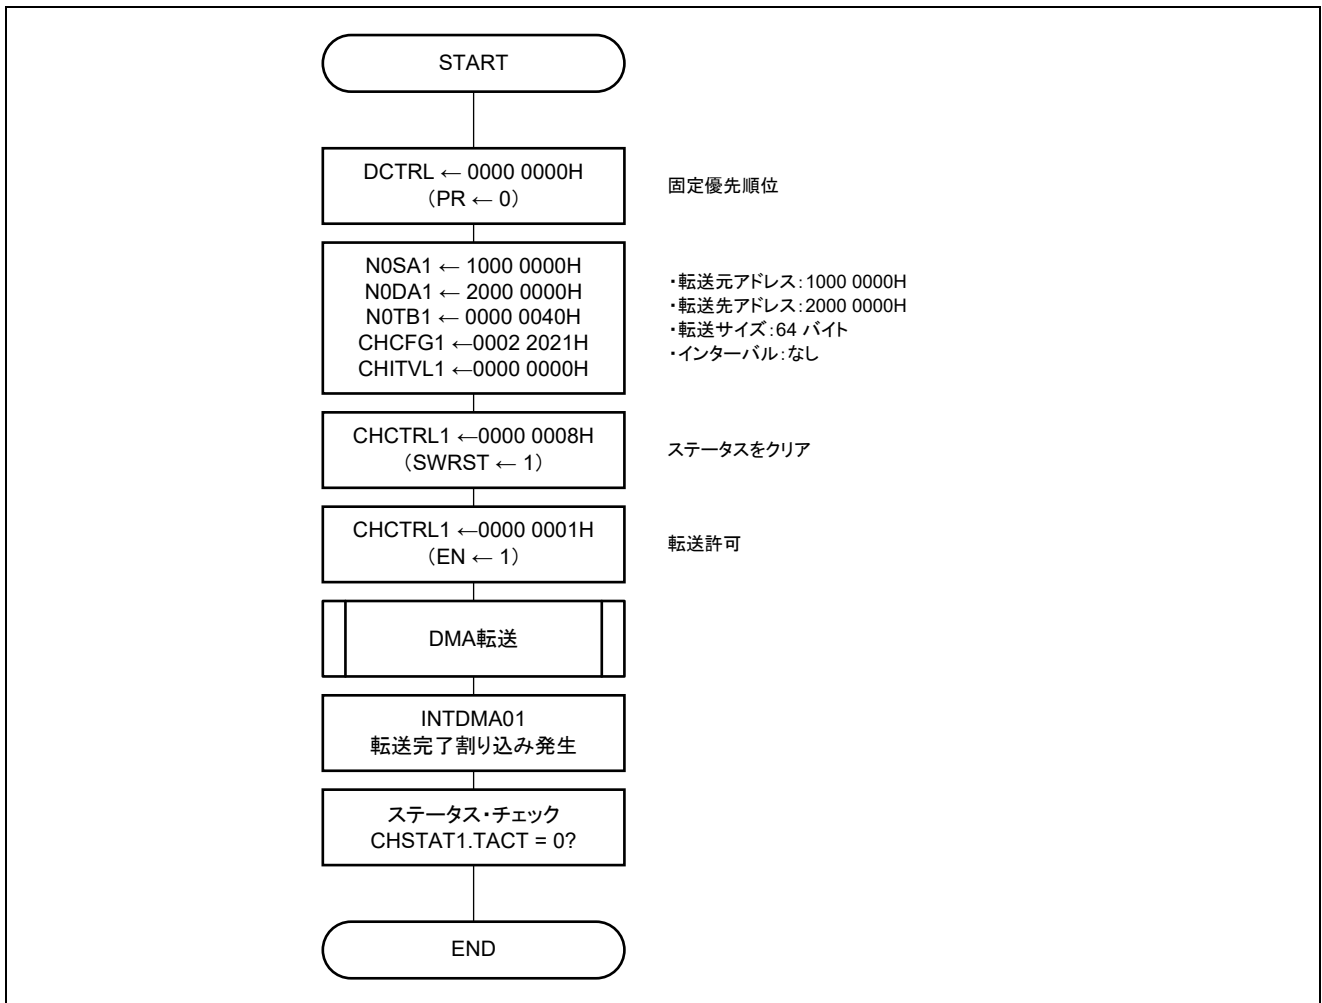 START
DCTRL ← 0000 0000H
（PR ← 0）
固定優先順位
N0SA1 ← 1000 0000H
N0DA1 ← 2000 0000H
N0TB1 ← 0000 0040H
CHCFG1 ←0002 2021H
CHITVL1 ←0000 0000H
・転送元アドレス：1000 0000H
・転送先アドレス：2000 0000H
・転送サイズ：64 バイト
・インターバル：なし
CHCTRL1 ←0000 0008H
（SWRST ← 1）
ステータスをクリア
CHCTRL1 ←0000 0001H
（EN ← 1）
転送許可
DMA転送
INTDMA01
転送完了割り込み発生
ステータス・チェック
CHSTAT1.TACT = 0?
END